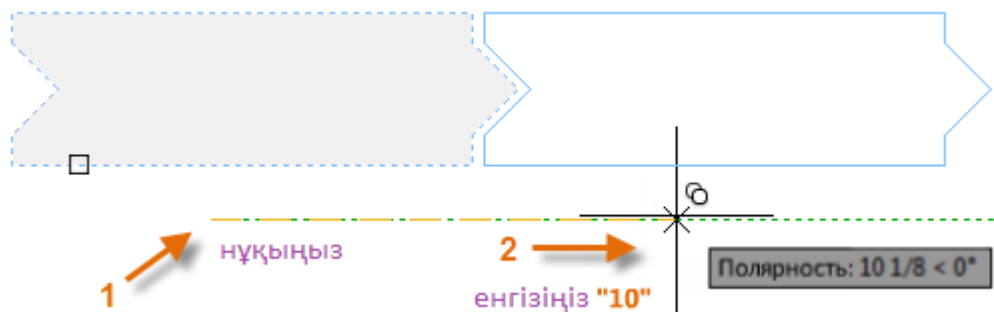 нұқыңыз
1
2
енгізіңіз "10"
Полярность: 10 1/8 < 0°